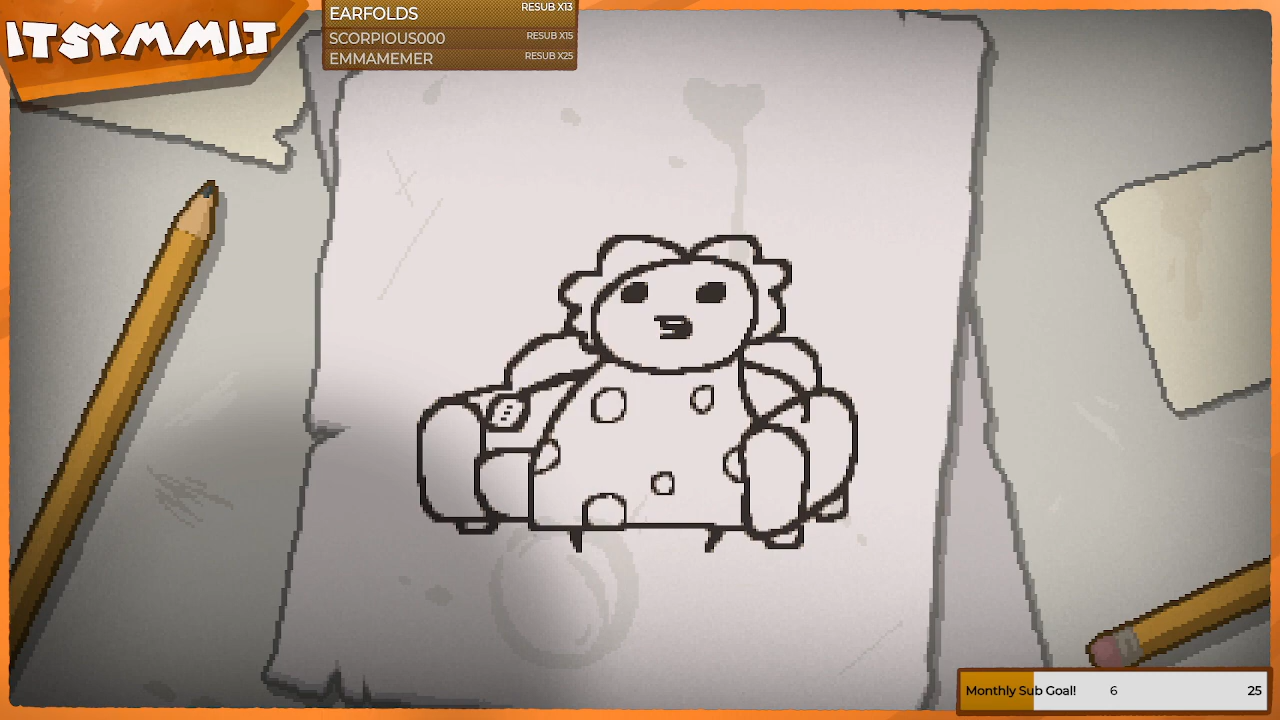 ITSYMMIJ
EARFOLDS RESUB X13
SCORPIOUS000 RESUB X15
EMMAMEMER RESUB X25
Monthly Sub Goal! 6 25